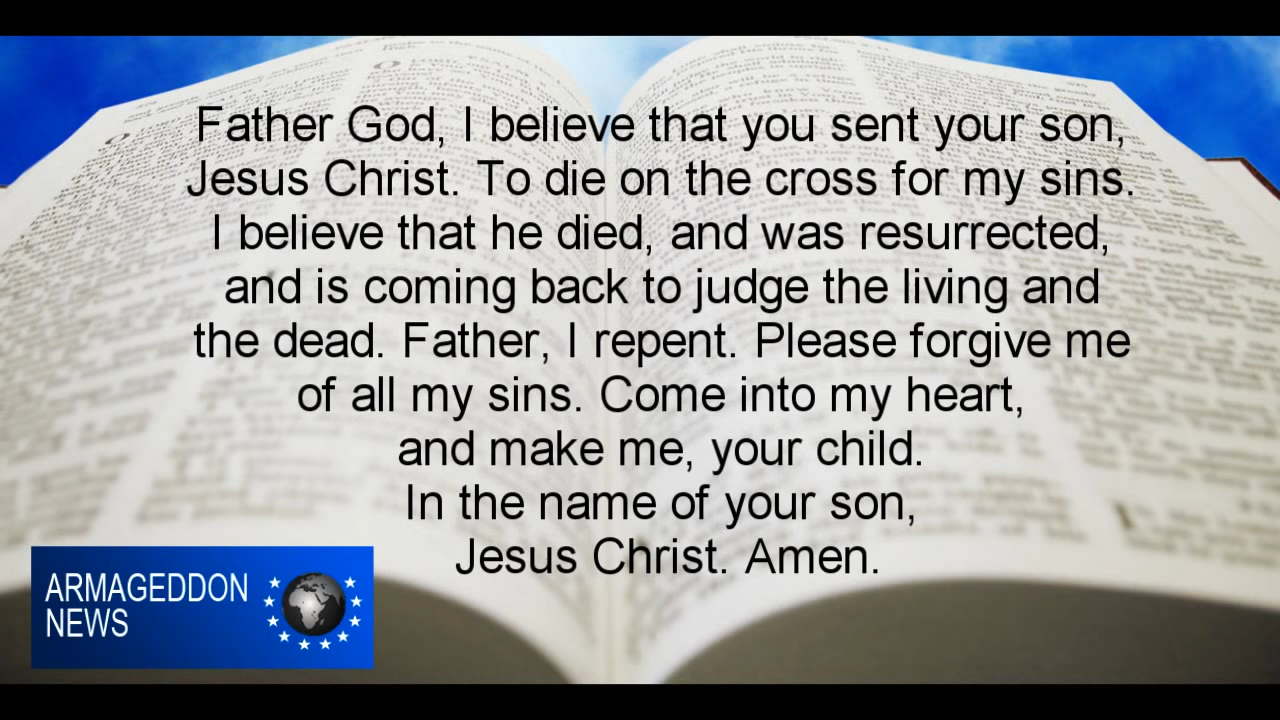 Father God, I believe that you sent your son,
Jesus Christ. To die on the cross for my sins.
I believe that he died, and was resurrected,
and is coming back to judge the living and
the dead. Father, I repent. Please forgive me
of all my sins. Come into my heart,
and make me, your child.
In the name of your son,
Jesus Christ. Amen.
ARMAGEDDON
NEWS